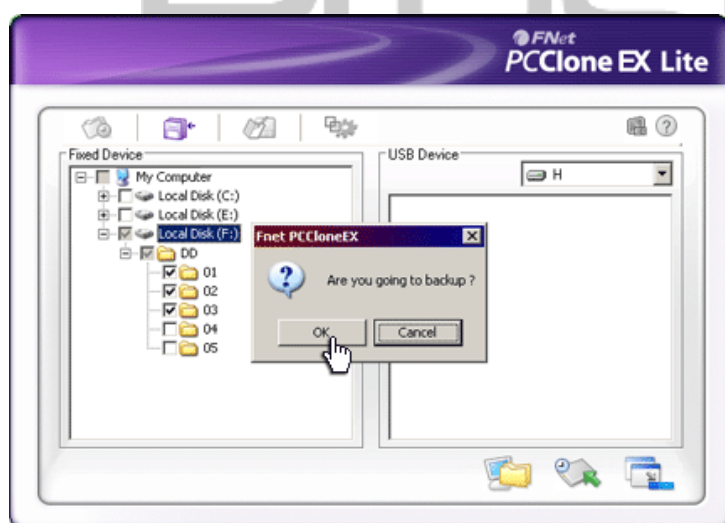 FNet
PCClone EX Lite
Fixed Device
My Computer
Local Disk (C:)
Local Disk (E:)
Local Disk (F:)
DD
01
02
03
04
05
USB Device
H
Fnet PCCloneEX
Are you going to backup ?
OK
Cancel